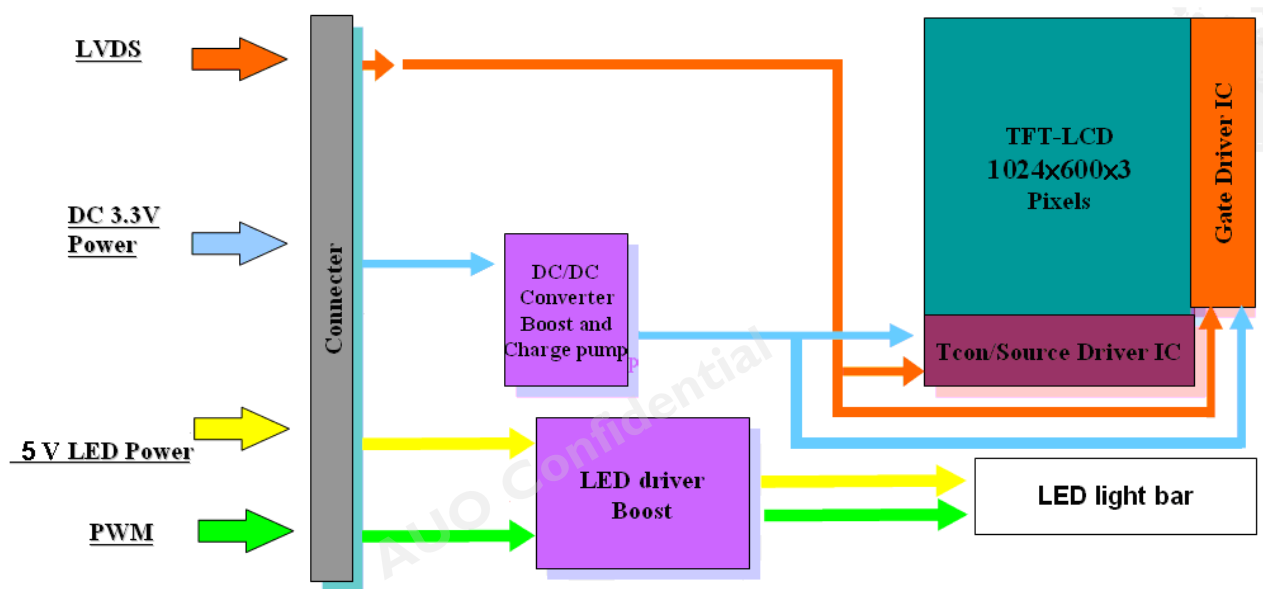 LVDS
DC 3.3V
Power
5 V LED Power
PWM
Connecter
DC/DC
Converter
Boost and
Charge pump
p
LED driver
Boost
TFT-LCD
1024x600x3
Pixels
Gate Driver IC
Tcon/Source Driver IC
LED light bar
AUO Confidential